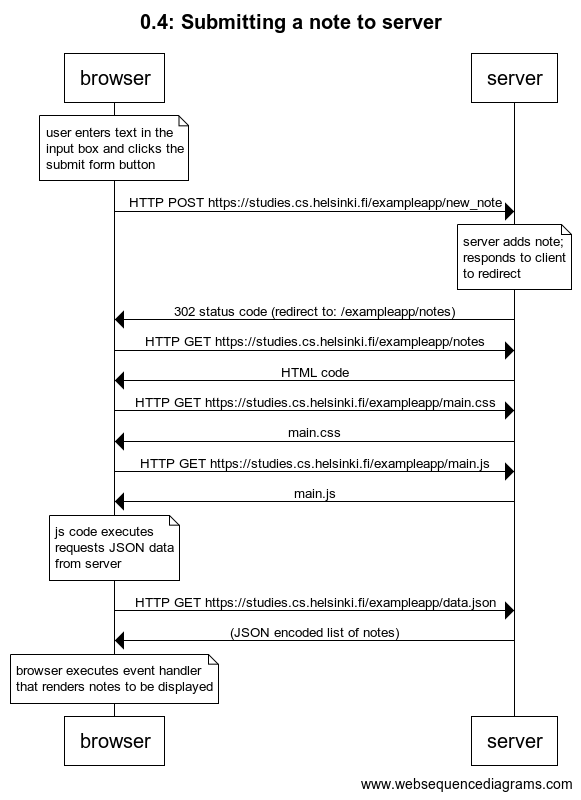 0.4: Submitting a note to server
browser
server
user enters text in the
input box and clicks the
submit form button
HTTP POST https://studies.cs.helsinki.fi/exampleapp/new_note
server adds note;
responds to client
to redirect
302 status code (redirect to: /exampleapp/notes)
HTTP GET https://studies.cs.helsinki.fi/exampleapp/notes
HTML code
HTTP GET https://studies.cs.helsinki.fi/exampleapp/main.css
main.css
HTTP GET https://studies.cs.helsinki.fi/exampleapp/main.js
main.js
js code executes
requests JSON data
from server
HTTP GET https://studies.cs.helsinki.fi/exampleapp/data.json
(JSON encoded list of notes)
browser executes event handler
that renders notes to be displayed
browser
server
www.websequencediagrams.com